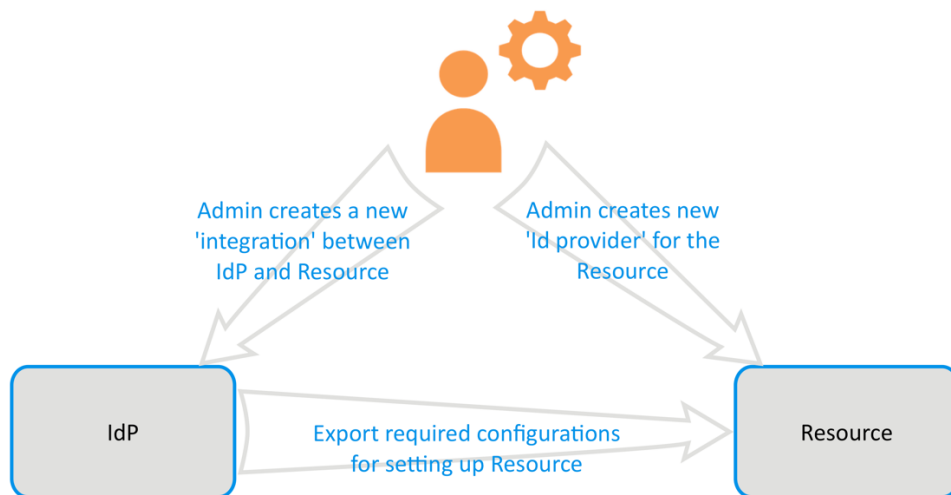 Admin creates a new
'integration' between
IdP and Resource
Admin creates new
'Id provider' for the
Resource
IdP
Export required configurations
for setting up Resource
Resource